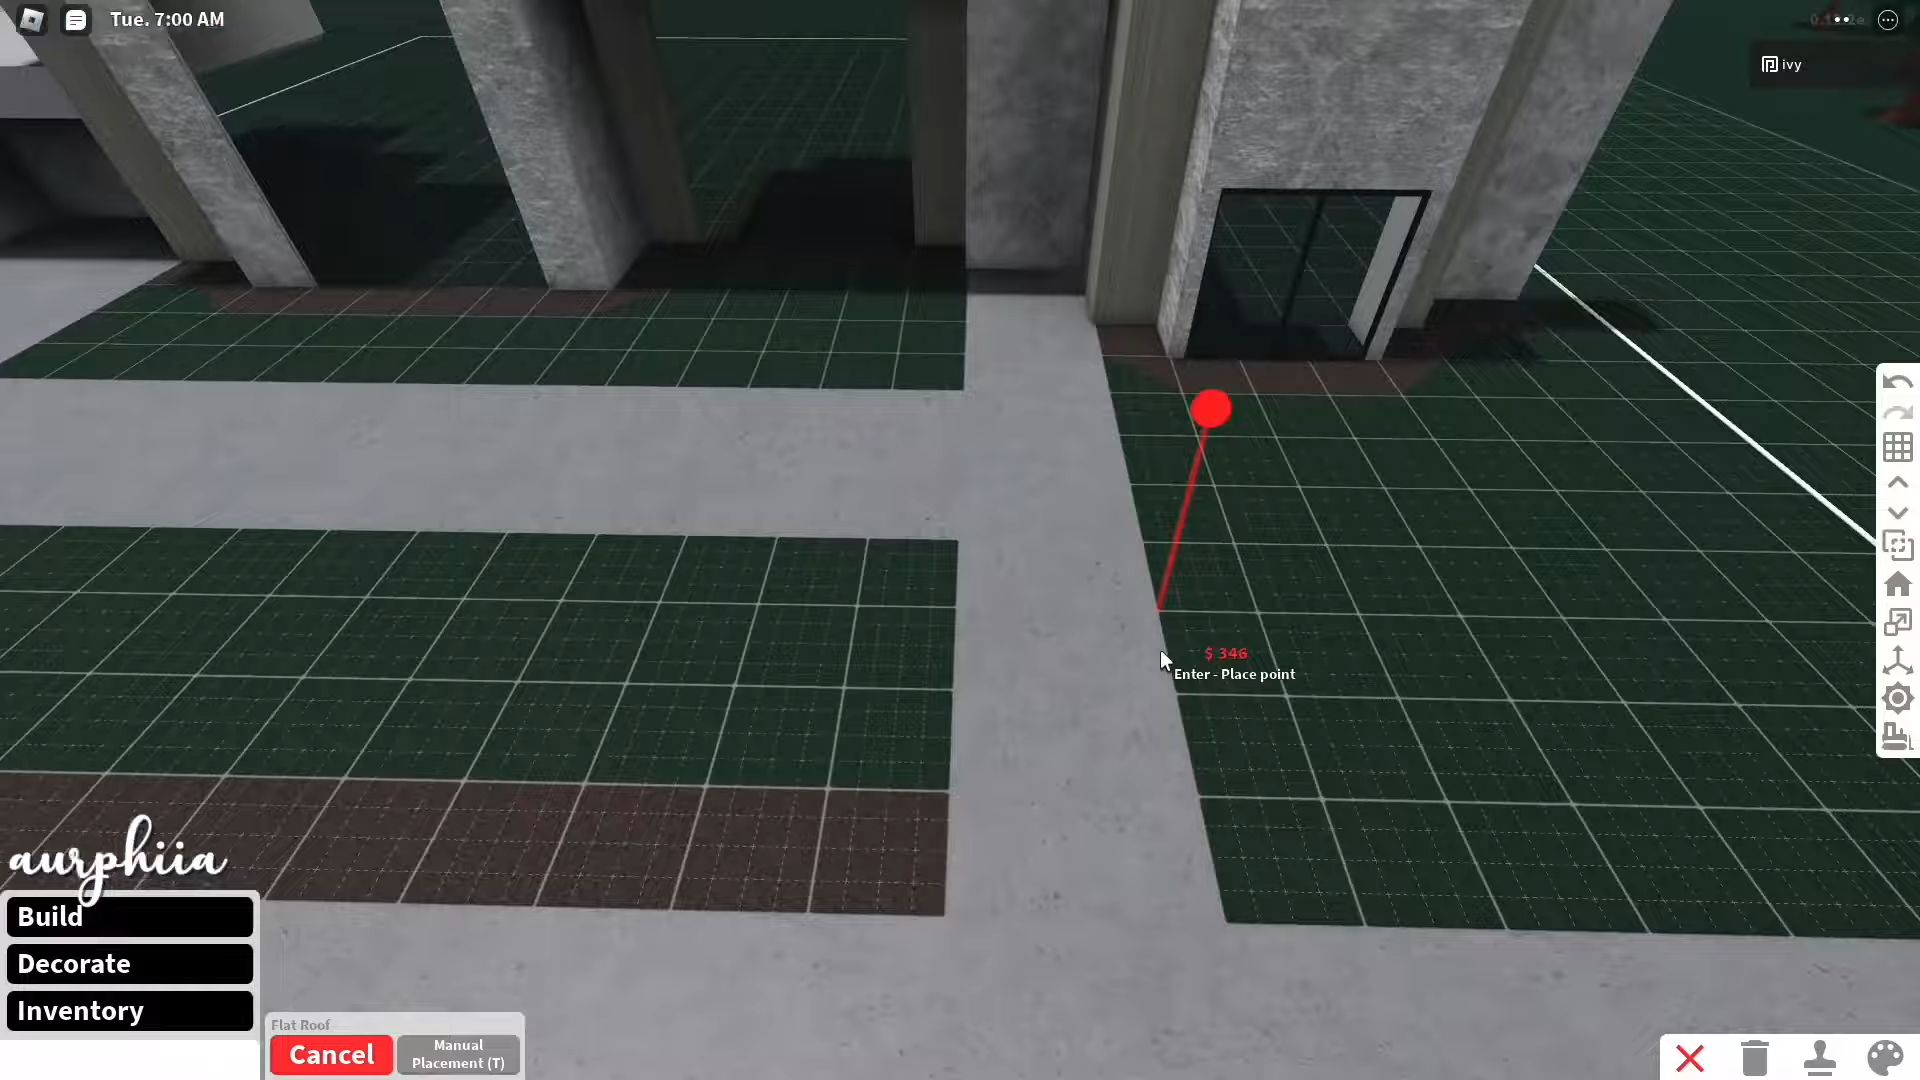 Tue. 7:00 AM
ivy
$ 346
Enter - Place point
aurphiia
Build
Decorate
Inventory
Flat Roof
Cancel
Manual
Placement (T)